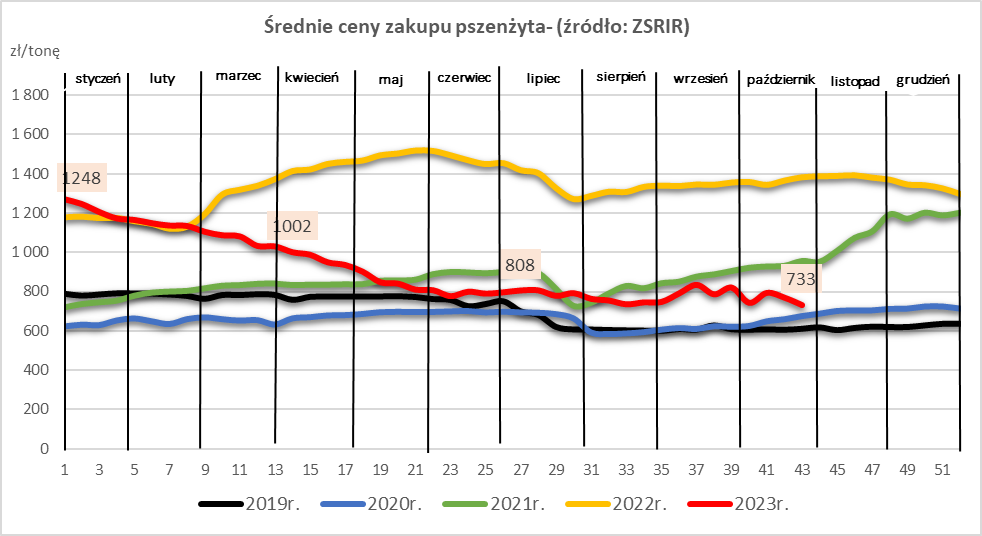 Średnie ceny zakupu pszenżyta- (źródło: ZSRIR)
zł/tonę
styczeń luty marzec kwiecień maj czerwiec lipiec sierpień wrzesień październik listopad grudzień
1 800
1 600
1 400
1248
1 200
1002
1 000
808
733
800
600
400
200
0
1 3 5 7 9 11 13 15 17 19 21 23 25 27 29 31 33 35 37 39 41 43 45 47 49 51
2019r. 2020r. 2021r. 2022r. 2023r.